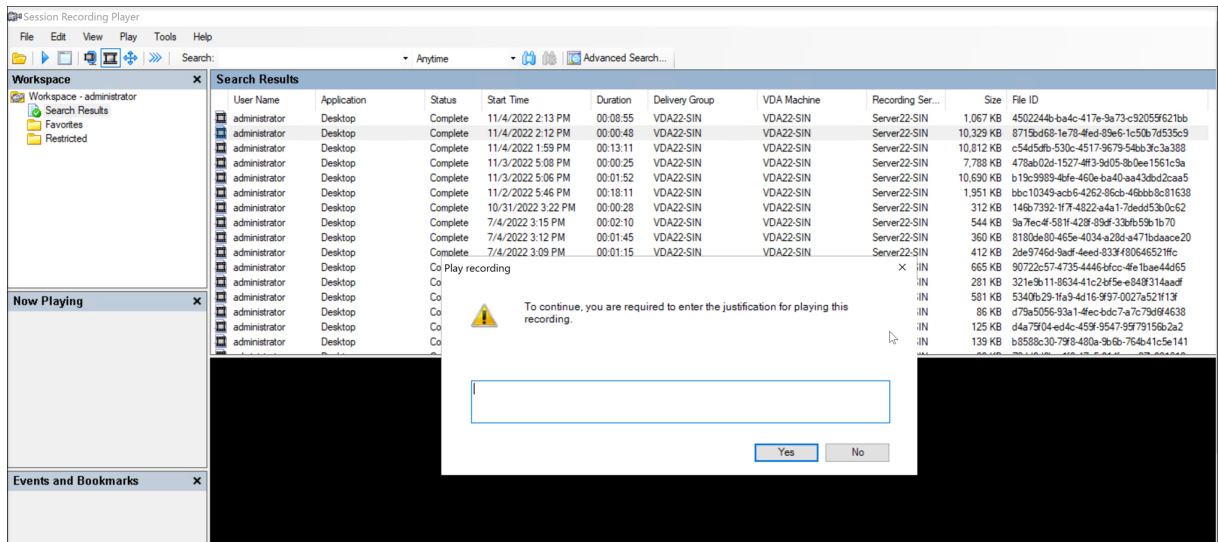 Session Recording Player
File Edit View Play Tools Help
Search: Anytime Advanced Search...
Workspace x
Workspace - administrator
Search Results
Favorites
Restricted
Search Results
User Name Application Status Start Time Duration Delivery Group VDA Machine Recording Ser... Size File ID
administrator Desktop Complete 11/4/2022 2:13 PM 00:08:55 VDA22-SIN VDA22-SIN Server22-SIN 1,067 KB 4502244b-ba4c-417e-9a73-c92055f621bb
administrator Desktop Complete 11/4/2022 2:12 PM 00:00:48 VDA22-SIN VDA22-SIN Server22-SIN 10,329 KB 8715bd68-1e78-4fed-89e6-1c50b7d535c9
administrator Desktop Complete 11/4/2022 1:59 PM 00:13:11 VDA22-SIN VDA22-SIN Server22-SIN 10,812 KB c54d5dfb-530c-4517-9679-54bb3fc3a388
administrator Desktop Complete 11/3/2022 5:08 PM 00:00:25 VDA22-SIN VDA22-SIN Server22-SIN 7,788 KB 478ab02d-1527-4ff3-9d05-8b0ee1561c9a
administrator Desktop Complete 11/3/2022 5:06 PM 00:01:52 VDA22-SIN VDA22-SIN Server22-SIN 10,690 KB b19c9989-4bfe-460e-ba40-aa43dbd2caa5
administrator Desktop Complete 11/2/2022 5:46 PM 00:18:11 VDA22-SIN VDA22-SIN Server22-SIN 1,951 KB bbc10349-acb6-4262-86cb-46bbb8c81638
administrator Desktop Complete 10/31/2022 3:22 PM 00:00:28 VDA22-SIN VDA22-SIN Server22-SIN 312 KB 146b7392-1f7f-4822-a4a1-7dedd53b0c62
administrator Desktop Complete 7/4/2022 3:15 PM 00:02:10 VDA22-SIN VDA22-SIN Server22-SIN 544 KB 9a7fec4f-581f-428f-89df-33bfb59b1b70
administrator Desktop Complete 7/4/2022 3:12 PM 00:01:45 VDA22-SIN VDA22-SIN Server22-SIN 360 KB 8180de80-465e-4034-a28d-a471bdaace20
administrator Desktop Complete 7/4/2022 3:09 PM 00:01:15 VDA22-SIN VDA22-SIN Server22-SIN 412 KB 2de9746d-9adf-4eed-833f-f80646521ffc
administrator Desktop Co SIN 665 KB 90722c57-4735-4446-bfcc-4fe1bae44d65
administrator Desktop Co SIN 281 KB 321e9b11-8634-41c2-bf5e-e848f314aadf
administrator Desktop Co SIN 581 KB 5340fb29-1fa9-4d16-9f97-0027a521f13f
administrator Desktop Co SIN 86 KB d79a5056-93a1-4fec-bdc7-a7c79d6f4638
administrator Desktop Co SIN 125 KB d4a75f04-ed4c-459f-9547-95f79156b2a2
administrator Desktop Co SIN 139 KB b8588c30-79f8-480a-9b6b-764b41c5e141
Play recording
To continue, you are required to enter the justification for playing this
recording.
Yes No
Now Playing x
Events and Bookmarks x